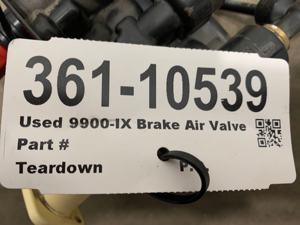 361-10539
Used 9900-IX Brake Air Valve
Part #
Teardown